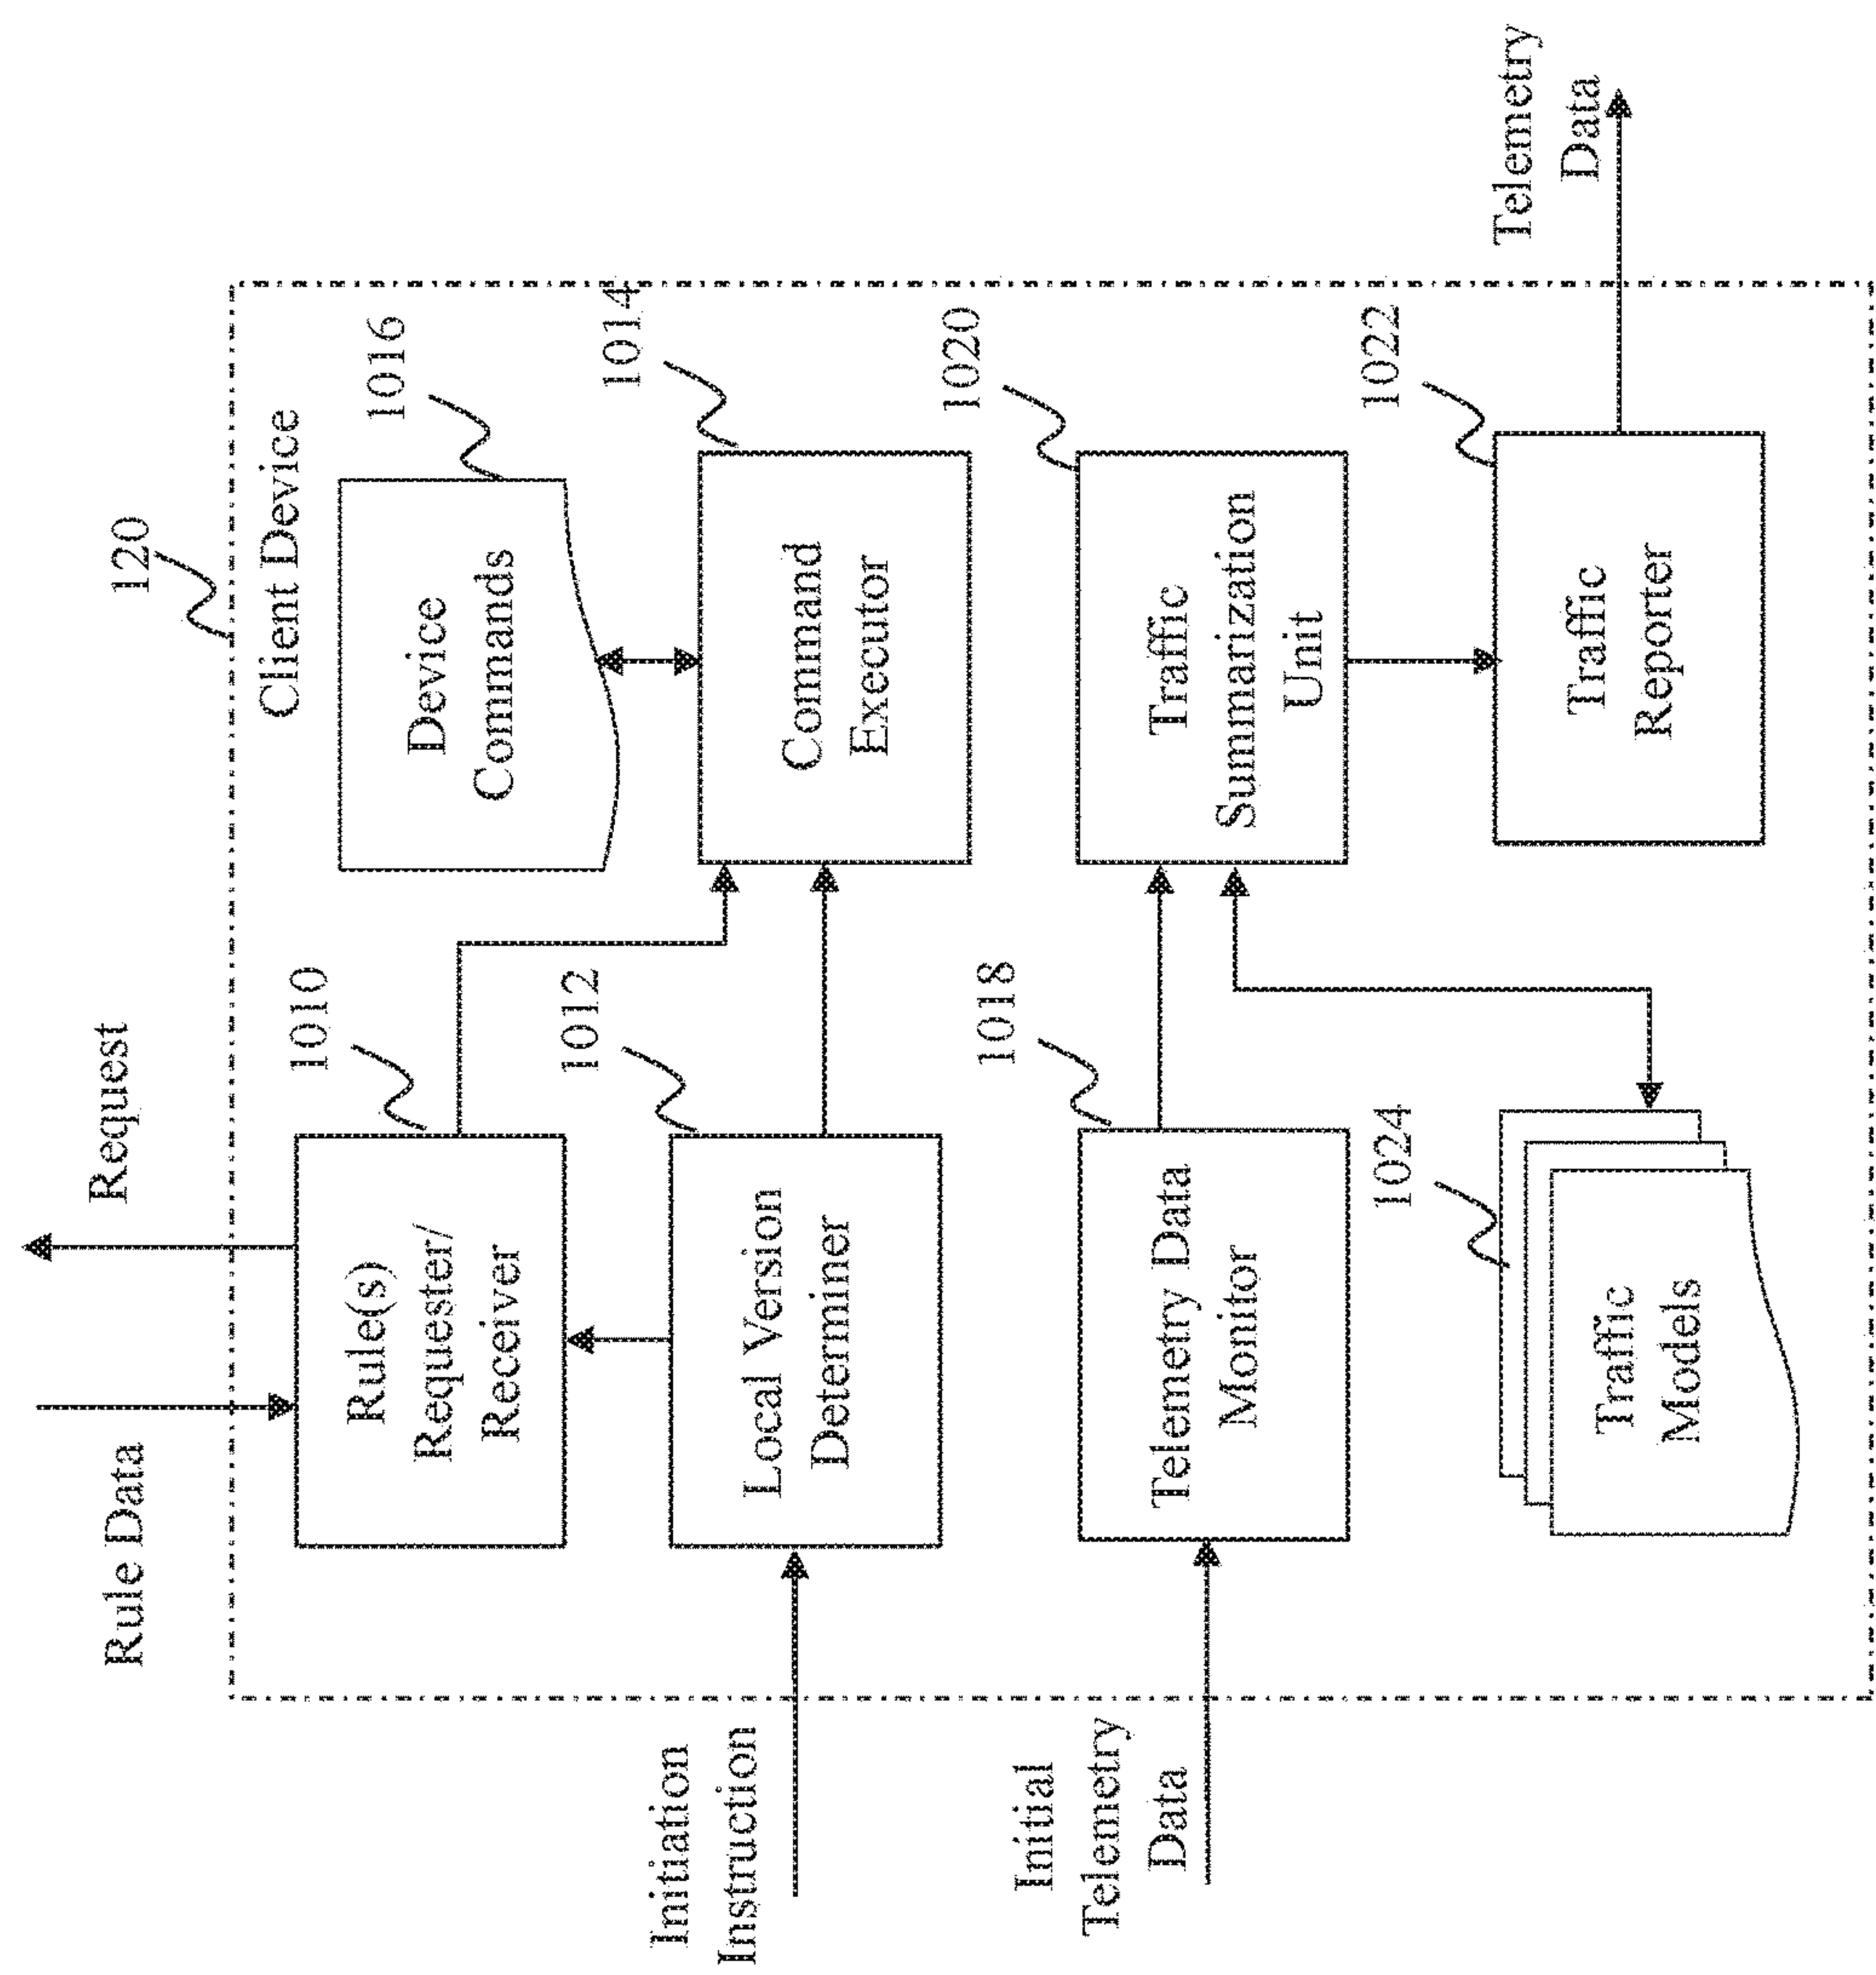 Rule Data
Request
120
Client Device
1010
Rule(s)
Requester/
Receiver
1016
Device
Commands
Initiation
Instruction
1012
Local Version
Determiner
1014
Command
Executor
Initial
Telemetry
Data
1018
Telemetry Data
Monitor
1020
Traffic
Summarization
Unit
1024
Traffic
Models
1022
Traffic
Reporter
Telemetry
Data